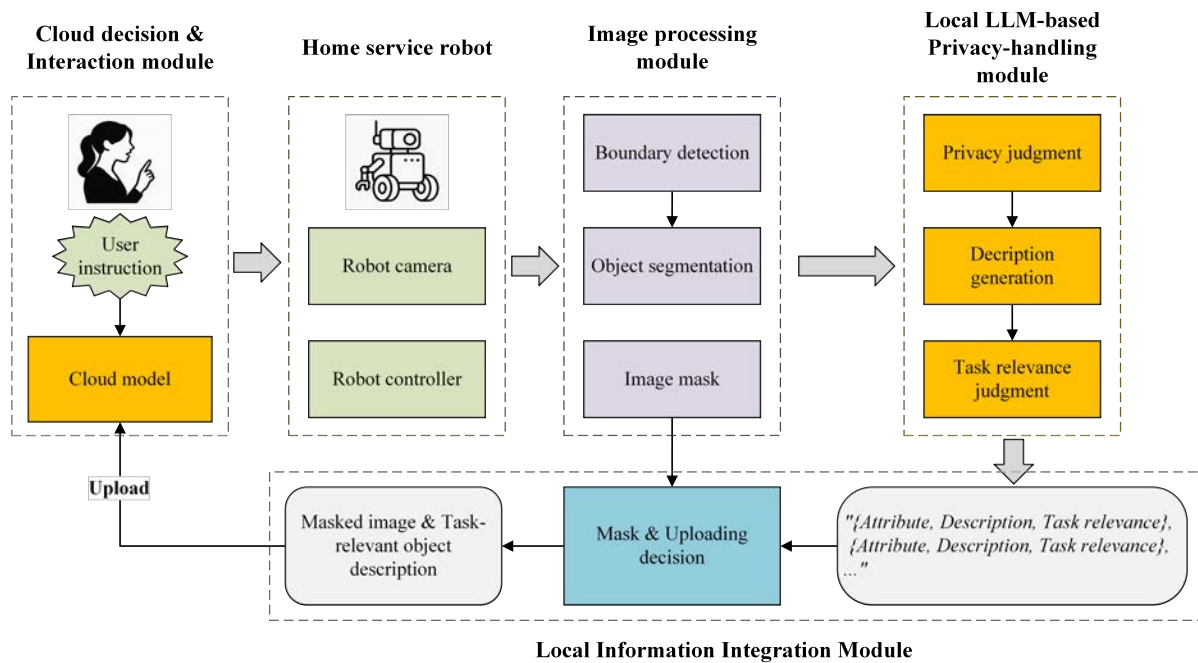 Cloud decision &
Interaction module
Home service robot
Image processing
module
Local LLM-based
Privacy-handling
module
User
instruction
Cloud model
Robot camera
Robot controller
Boundary detection
Object segmentation
Image mask
Privacy judgment
Decription
generation
Task relevance
judgment
Upload
Masked image & Task-
relevant object
description
Mask & Uploading
decision
"{Attribute, Description, Task relevance},
{Attribute, Description, Task relevance},
..."
Local Information Integration Module